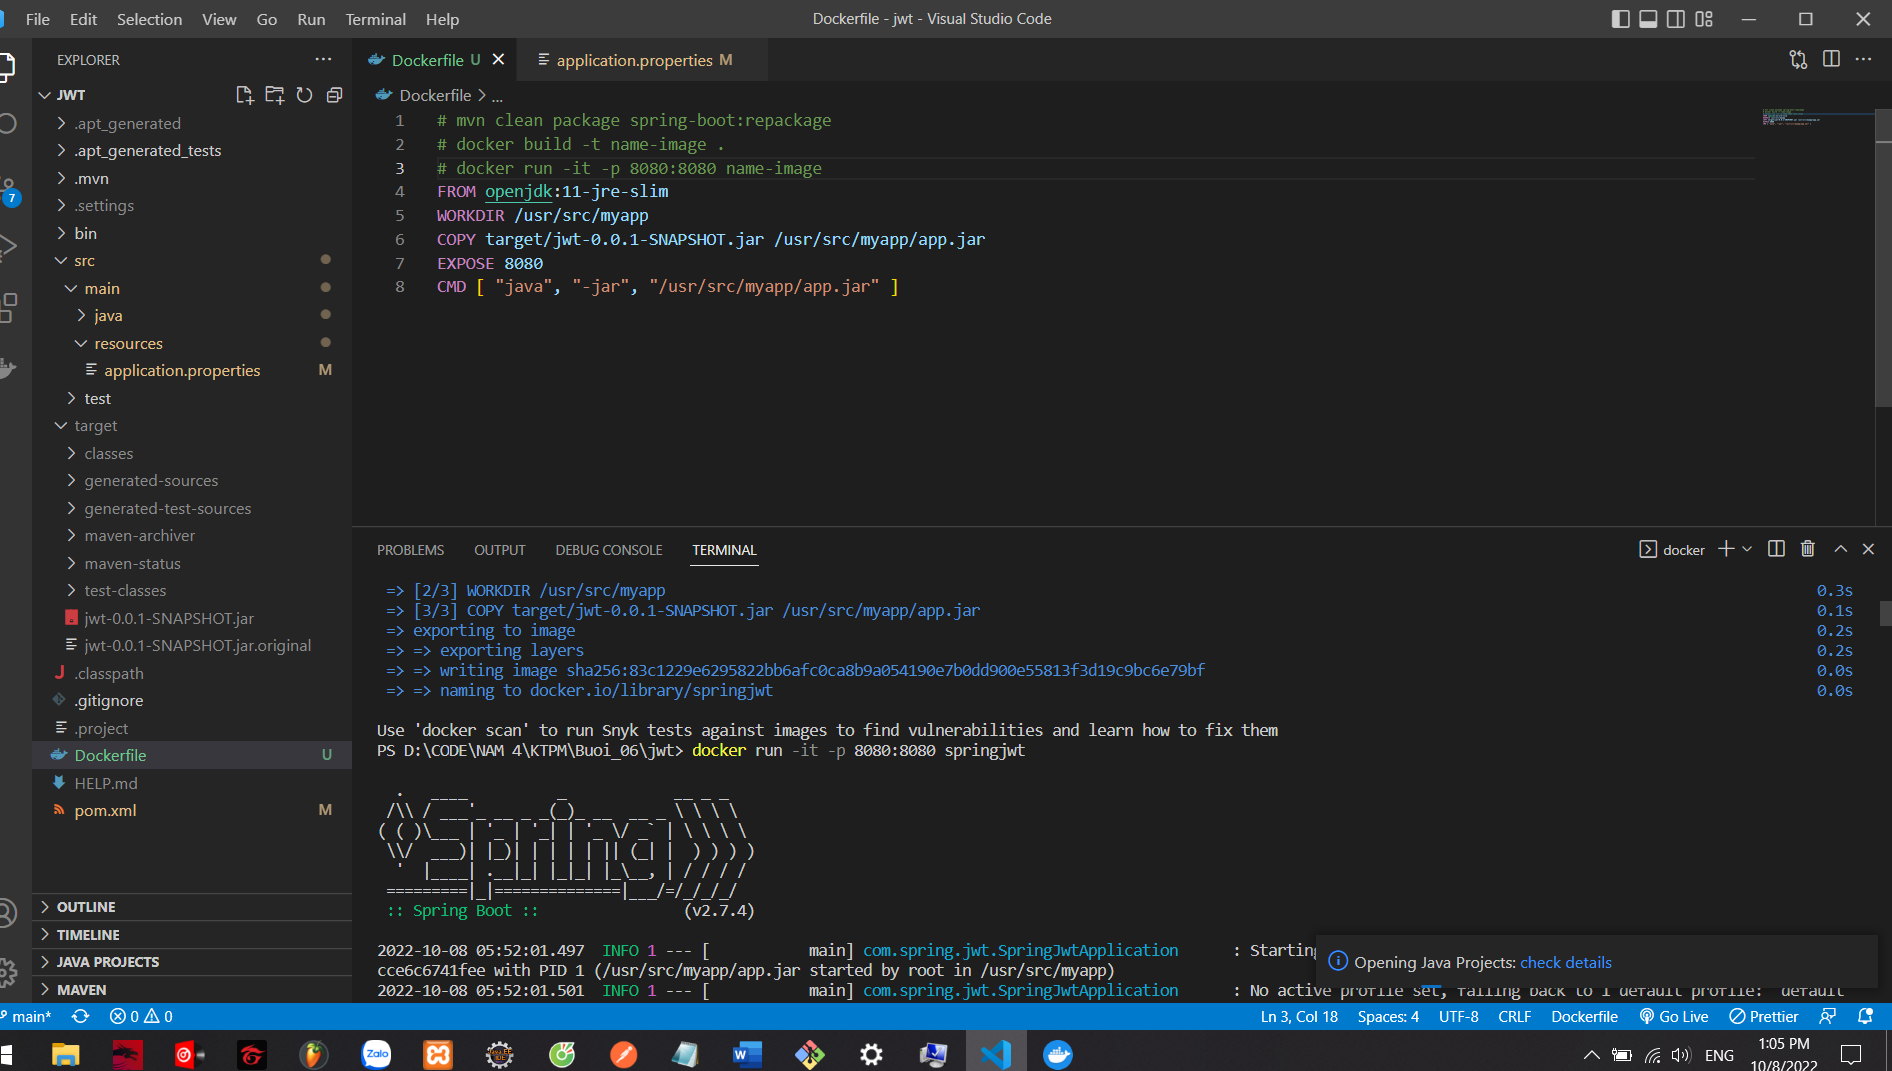 File Edit Selection View Go Run Terminal Help
Dockerfile - jwt - Visual Studio Code
EXPLORER
JWT
.apt_generated
.apt_generated_tests
.mvn
.settings
bin
src
main
java
resources
application.properties M
test
target
classes
generated-sources
generated-test-sources
maven-archiver
maven-status
test-classes
jwt-0.0.1-SNAPSHOT.jar
jwt-0.0.1-SNAPSHOT.jar.original
.classpath
.gitignore
.project
Dockerfile U
HELP.md
pom.xml M
OUTLINE
TIMELINE
JAVA PROJECTS
MAVEN
7
Dockerfile U
application.properties M
Dockerfile > ...
1 # mvn clean package spring-boot:repackage
2 # docker build -t name-image .
3 # docker run -it -p 8080:8080 name-image
4 FROM openjdk:11-jre-slim
5 WORKDIR /usr/src/myapp
6 COPY target/jwt-0.0.1-SNAPSHOT.jar /usr/src/myapp/app.jar
7 EXPOSE 8080
8 CMD [ "java", "-jar", "/usr/src/myapp/app.jar" ]
PROBLEMS OUTPUT DEBUG CONSOLE TERMINAL
docker
=> [2/3] WORKDIR /usr/src/myapp 0.3s
=> [3/3] COPY target/jwt-0.0.1-SNAPSHOT.jar /usr/src/myapp/app.jar 0.1s
=> exporting to image 0.2s
=> => exporting layers 0.2s
=> => writing image sha256:83c1229e6295822bb6afc0ca8b9a054190e7b0dd900e55813f3d19c9bc6e79bf 0.0s
=> => naming to docker.io/library/springjwt 0.0s
Use 'docker scan' to run Snyk tests against images to find vulnerabilities and learn how to fix them
PS D:\CODE\NAM 4\KTPM\Buoi_06\jwt> docker run -it -p 8080:8080 springjwt
Spring
:: Spring Boot :: (v2.7.4)
2022-10-08 05:52:01.497 INFO 1 --- [ main] com.spring.jwt.SpringJwtApplication : Starting
cce6c6741fee with PID 1 (/usr/src/myapp/app.jar started by root in /usr/src/myapp)
2022-10-08 05:52:01.501 INFO 1 --- [ main] com.spring.jwt.SpringJwtApplication : No active profile set, falling back to 1 default profile: "default"
Opening Java Projects: check details
main* 0 0
Ln 3, Col 18 Spaces: 4 UTF-8 CRLF Dockerfile Go Live Prettier
Zalo
ENG
1:05 PM
10/8/2022